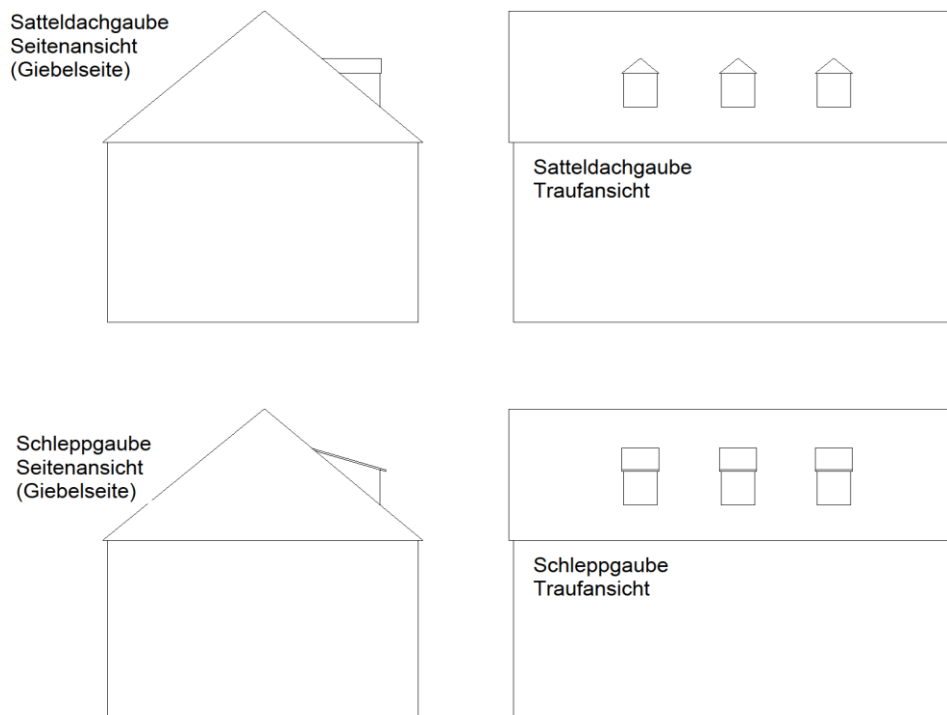 Satteldachgaube
Seitenansicht
(Giebelseite)
Satteldachgaube
Traufansicht
Schleppgaube
Seitenansicht
(Giebelseite)
Schleppgaube
Traufansicht